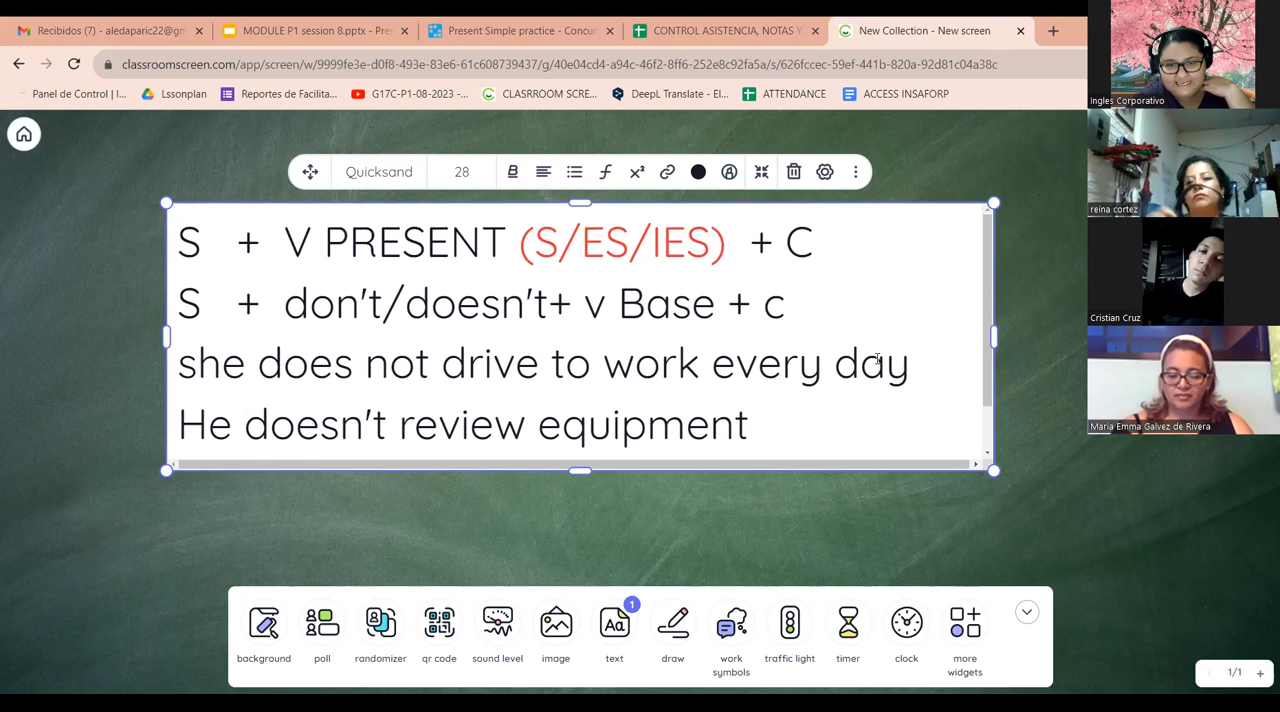 Recibidos (7) - aledaparic22@gm
MODULE P1 session 8.pptx - Pre
Present Simple practice - Concu
CONTROL ASISTENCIA, NOTAS Y
New Collection - New screen
classroomscreen.com/app/screen/w/9999fe3e-d0f8-493e-83e6-61c608739437/g/40e04cd4-a94c-46f2-8ff6-252e8c92fa5a/s/626fccec-59ef-441b-820a-92d81c04a38c
Panel de Control | I...
Lssonplan
Reportes de Facilita...
G17C-P1-08-2023 -...
CLASRROOM SCRE...
DeepL Translate - El...
ATTENDANCE
ACCESS INSAFORP
Ingles Corporativo
reina cortez
Cristian Cruz
Maria Emma Galvez de Rivera
Quicksand 28
S + V PRESENT (S/ES/IES) + C
S + don't/doesn't+ v Base + c
she does not drive to work every day
He doesn't review equipment
1
background
poll
randomizer
qr code
sound level
image
text
draw
work symbols
traffic light
timer
clock
more widgets
1/1